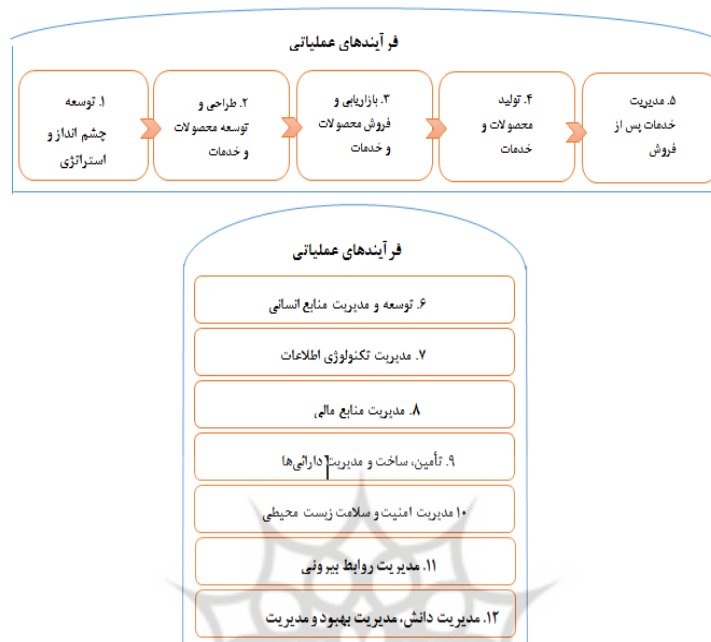 فرآیندهای عملیاتی
۱. توسعه
چشم انداز و
استراتژی
۲. طراحی و
توسعه محصولات
و خدمات
۳. بازاریابی و
فروش محصولات
و خدمات
۴. تولید
محصولات و
خدمات
۵. مدیریت
خدمات پس از
فروش
فرآیندهای عملیاتی
۶. توسعه و مدیریت منابع انسانی
۷. مدیریت تکنولوژی اطلاعات
۸. مدیریت منابع مالی
۹. تأمین، ساخت و مدیریت دارائی‌ها
۱۰ مدیریت امنیت و سلامت زیست محیطی
۱۱. مدیریت روابط بیرونی
۱۲. مدیریت دانش، مدیریت بهبود و مدیریت